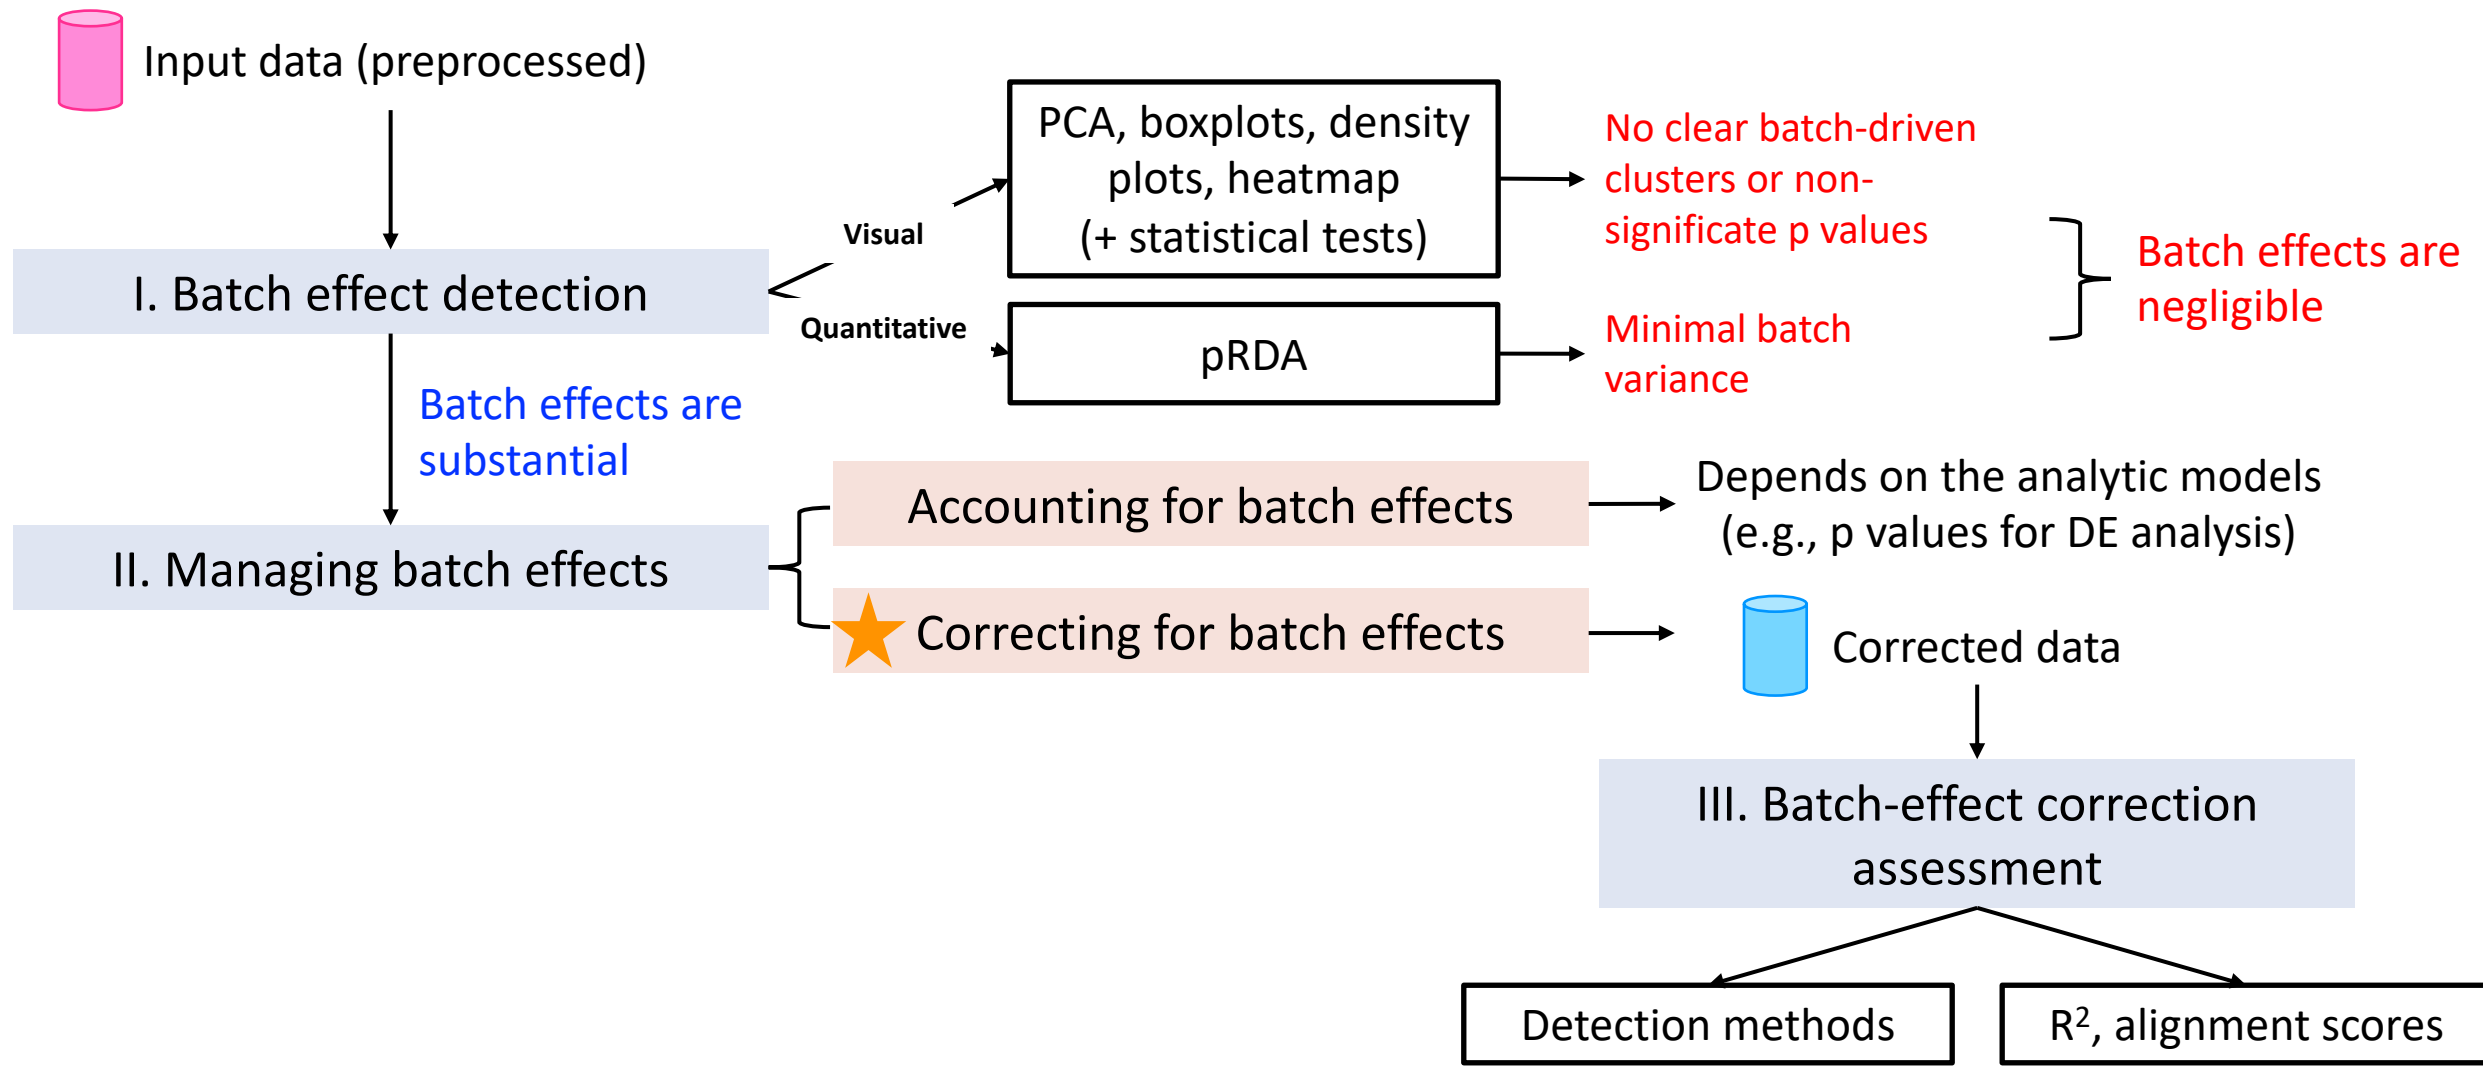 Input data (preprocessed)
I. Batch effect detection
Visual
Quantitative
PCA, boxplots, density
plots, heatmap
(+ statistical tests)
pRDA
No clear batch-driven
clusters or non-
significate p values
Minimal batch
variance
Batch effects are
negligible
Batch effects are
substantial
II. Managing batch effects
Accounting for batch effects
Depends on the analytic models
(e.g., p values for DE analysis)
Correcting for batch effects
Corrected data
III. Batch-effect correction
assessment
Detection methods
R², alignment scores